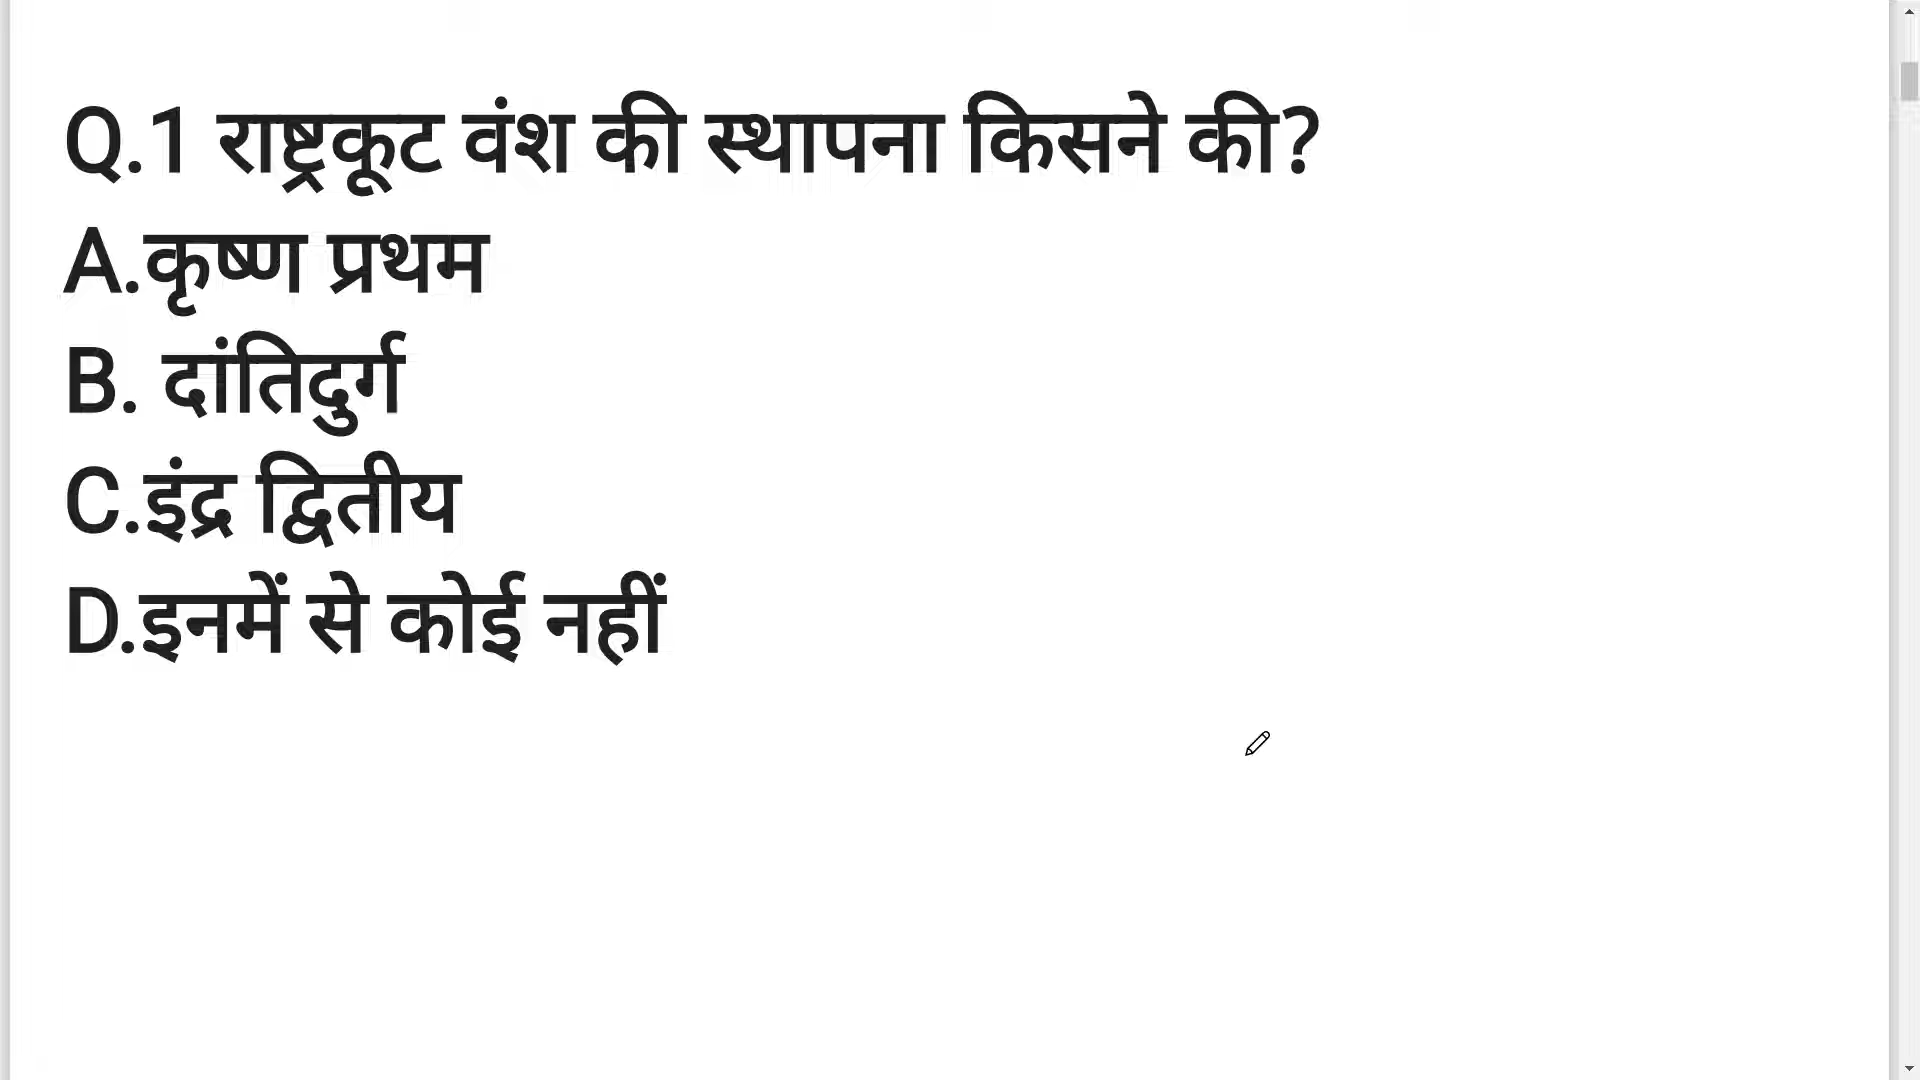 Q.1 राष्ट्रकूट वंश की स्थापना किसने की?
A.कृष्ण प्रथम
B. दांतिदुर्ग
C.इंद्र द्वितीय
D.इनमें से कोई नहीं